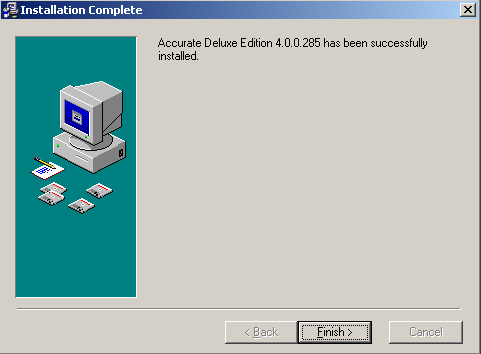 Installation Complete
Accurate Deluxe Edition 4.0.0.285 has been successfully
installed.
< Back
Finish >
Cancel